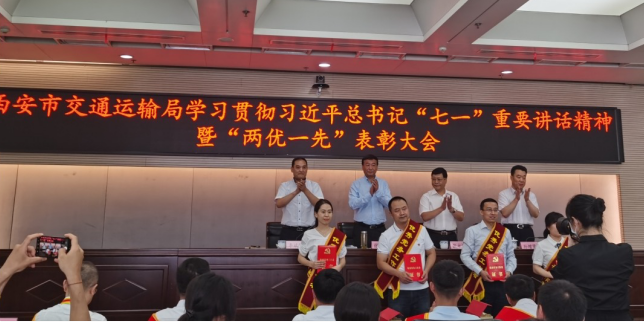 西安市交通运输局学习贯彻习近平总书记“七一”重要讲话精神
暨“两优一先”表彰大会